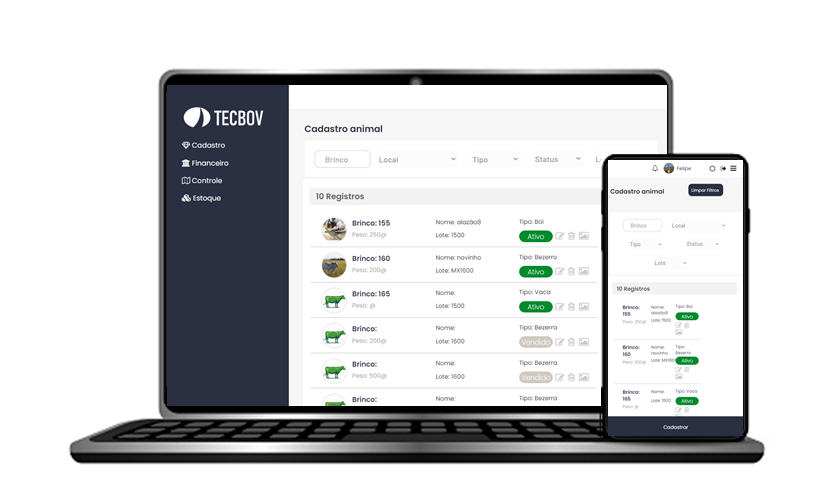 TECBOV
Cadastro
Financeiro
Controle
Estoque
Cadastro animal
Brinco Local Tipo Status
10 Registros
Brinco: 155 Nome: alazão8 Tipo: Boi
Peso: 250@ Lote: 1500 Ativo
Brinco: 160 Nome: novinho Tipo: Bezerro
Peso: 200@ Lote: MX1600 Ativo
Brinco: 165 Nome: Tipo: Vaca
Peso: @ Lote: 1500 Ativo
Brinco: Nome: Tipo: Bezerra
Peso: 200@ Lote: 1600 Vendido
Brinco: Nome: Tipo: Bezerra
Peso: 500@ Lote: 1600 Vendido
Brinco: Nome: Tipo: Bezerra
Felipe
Cadastro animal Limpar Filtros
Brinco Local
Tipo Status
Lote
10 Registros
Brinco: 155 Nome: alazão8 Tipo: Boi
Peso: 250@ Lote: 1500 Ativo
Brinco: 160 Nome: novinho Tipo: Bezerro
Peso: 200@ Lote: MX1600 Ativo
Brinco: 165 Nome: Tipo: Vaca
Peso: @ Lote: 1500 Ativo
Cadastrar